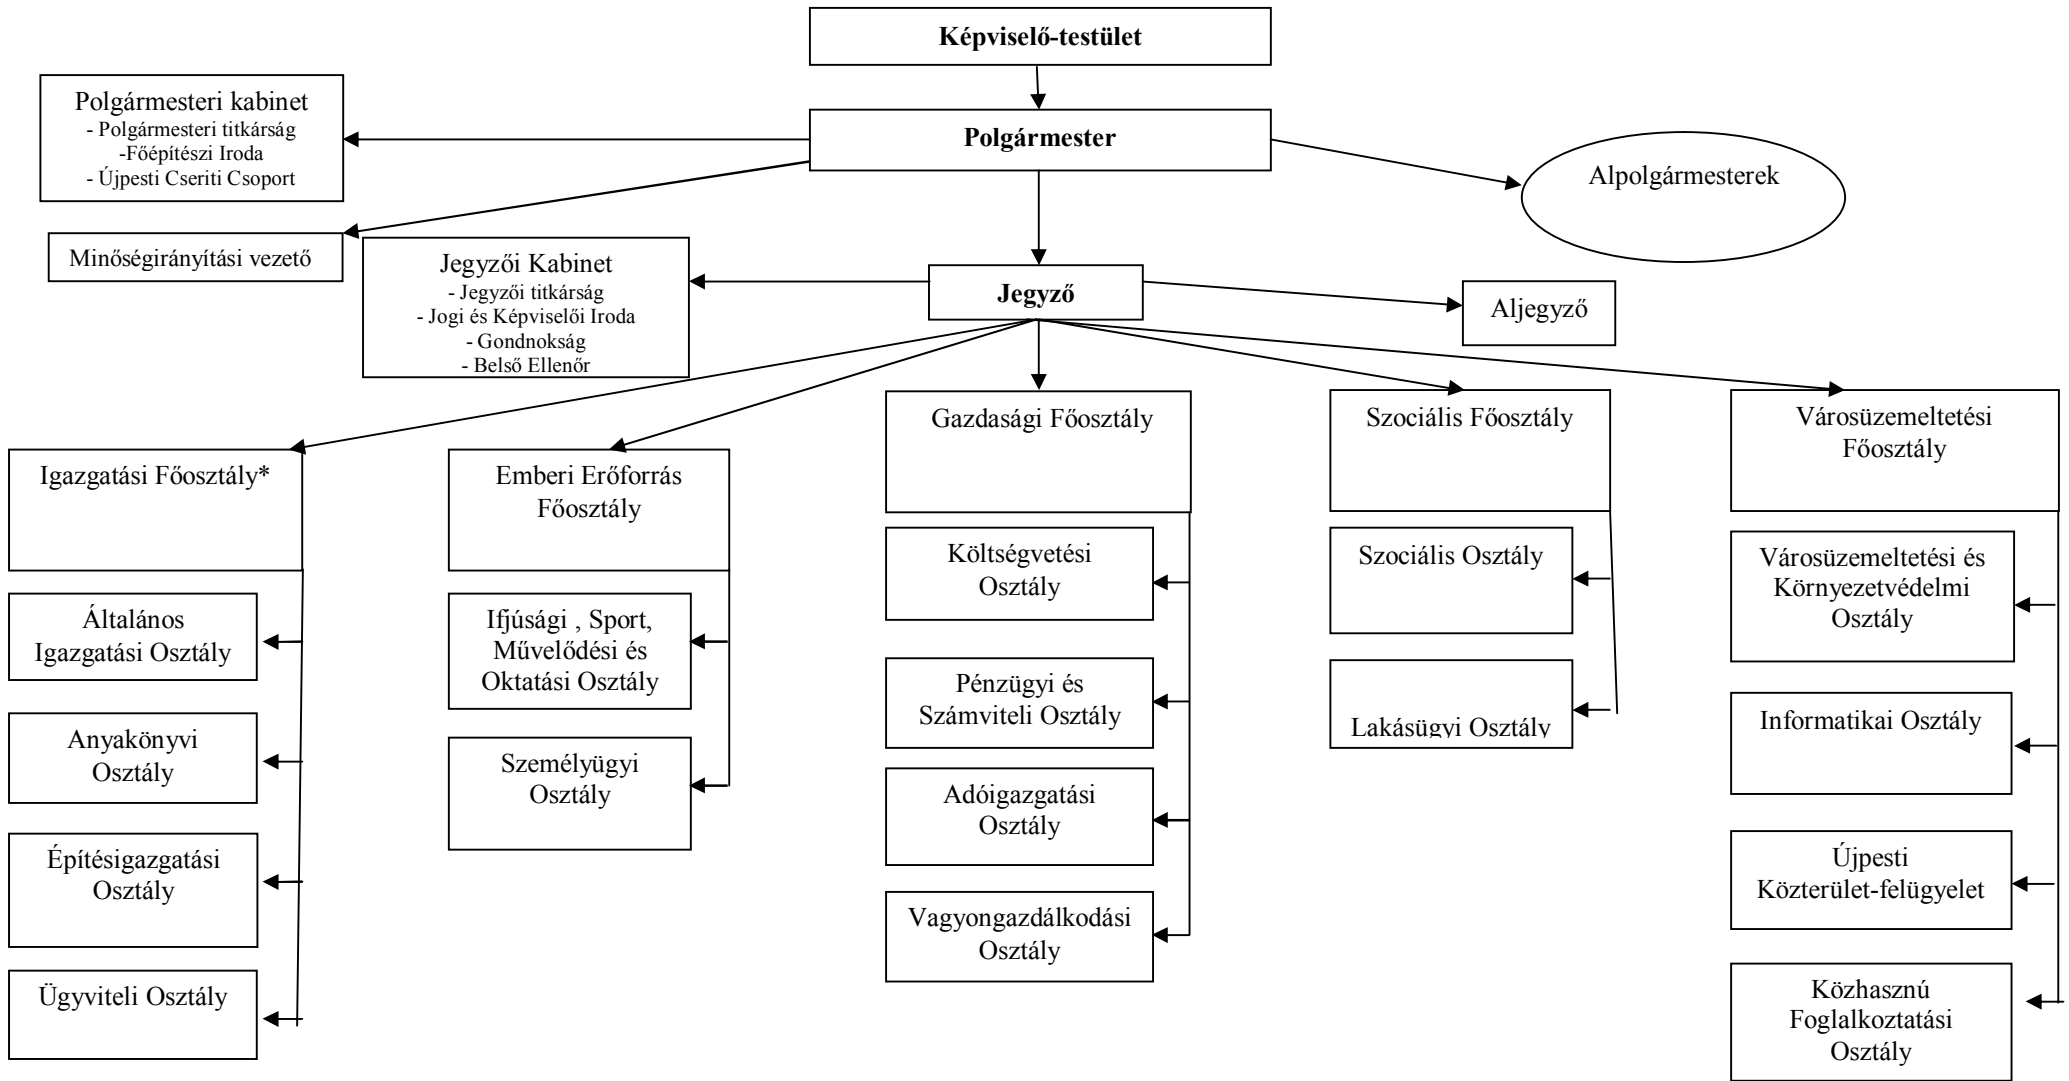 Képviselő-testület
Polgármesteri kabinet
- Polgármesteri titkárság
-Főépítészi Iroda
- Újpesti Cseriti Csoport
Polgármester
Alpolgármesterek
Minőségirányítási vezető
Jegyzői Kabinet
- Jegyzői titkárság
- Jogi és Képviselői Iroda
- Gondnokság
- Belső Ellenőr
Jegyző
Aljegyző
Igazgatási Főosztály*
Általános
Igazgatási Osztály
Anyakönyvi
Osztály
Építésigazgatási
Osztály
Ügyviteli Osztály
Emberi Erőforrás
Főosztály
Ifjúsági , Sport,
Művelődési és
Oktatási Osztály
Személyügyi
Osztály
Gazdasági Főosztály
Költségvetési
Osztály
Pénzügyi és
Számviteli Osztály
Adóigazgatási
Osztály
Vagyongazdálkodási
Osztály
Szociális Főosztály
Szociális Osztály
Lakásügyi Osztály
Városüzemeltetési
Főosztály
Városüzemeltetési és
Környezetvédelmi
Osztály
Informatikai Osztály
Újpesti
Közterület-felügyelet
Közhasznú
Foglalkoztatási
Osztály